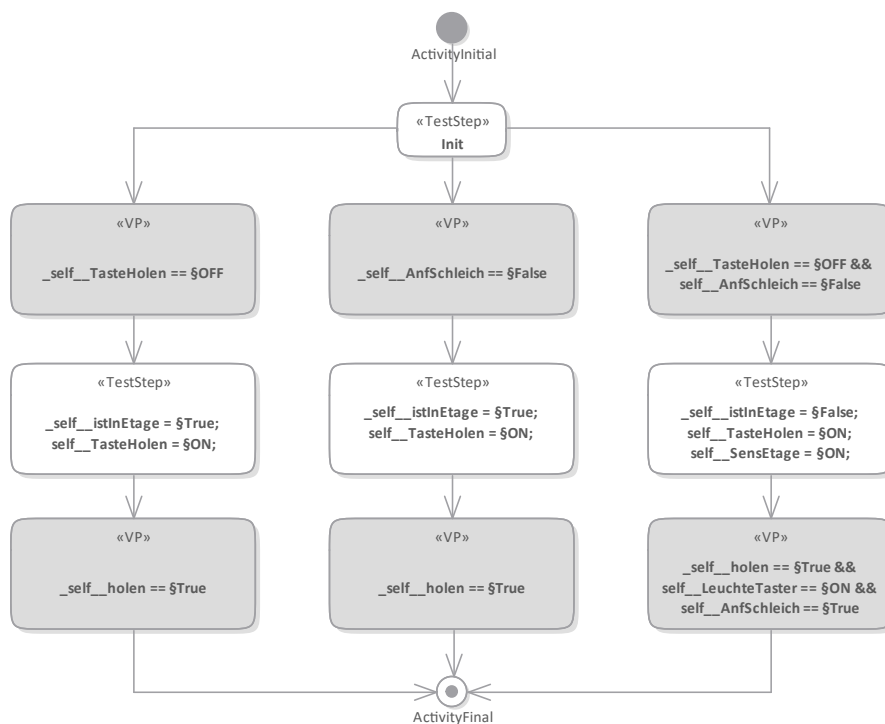 ActivityInitial
«TestStep»
Init
«VP»
_self__TasteHolen == §OFF
«TestStep»
_self__istInEtage = §True;
self__TasteHolen = §ON;
«VP»
_self__holen == §True
«VP»
_self__AnfSchleich == §False
«TestStep»
_self__istInEtage = §True;
self__TasteHolen = §ON;
«VP»
_self__holen == §True
«VP»
_self__TasteHolen == §OFF &&
self__AnfSchleich == §False
«TestStep»
_self__istInEtage = §False;
self__TasteHolen = §ON;
self__SensEtage = §ON;
«VP»
_self__holen == §True &&
self__LeuchteTaster == §ON &&
self__AnfSchleich == §True
ActivityFinal